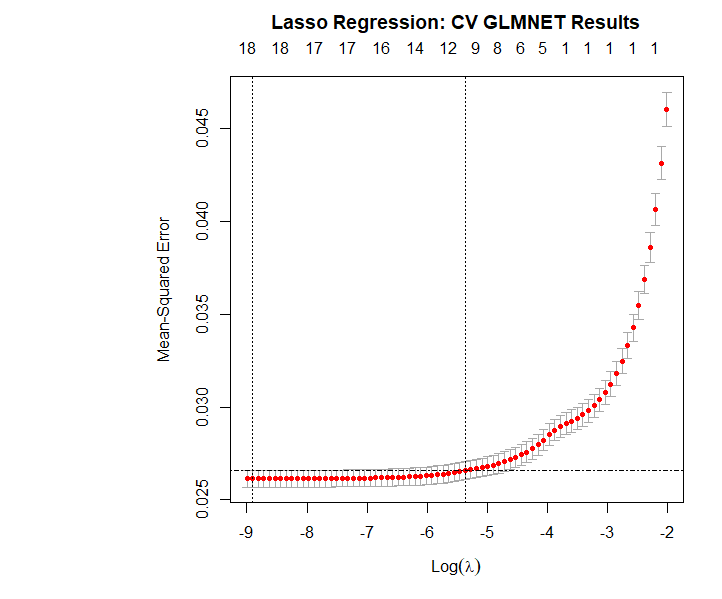 Lasso Regression: CV GLMNET Results
18 18 17 17 16 14 12 9 8 6 5 1 1 1 1 1
Mean-Squared Error
0.045
0.040
0.035
0.030
0.025
-9 -8 -7 -6 -5 -4 -3 -2
Log(λ)